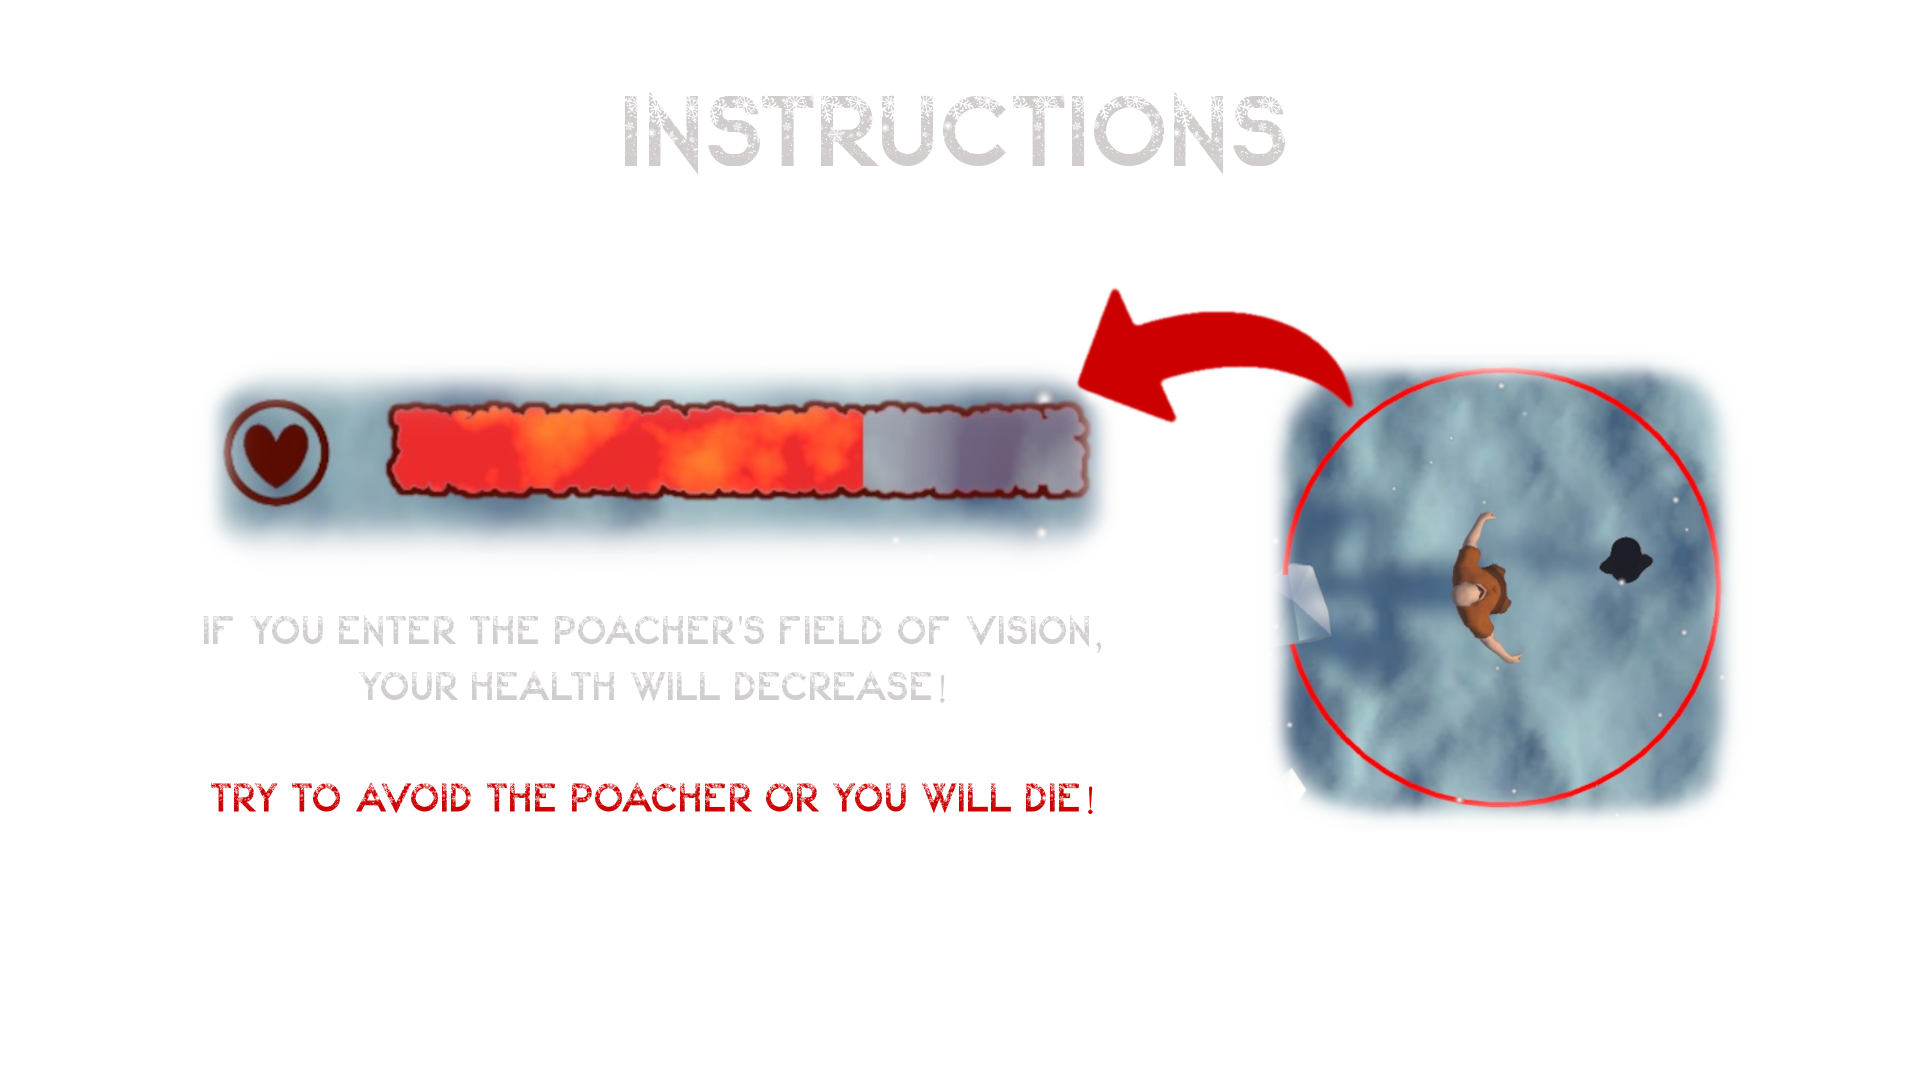 INSTRUCTIONS
IF YOU ENTER THE POACHER'S FIELD OF VISION,
YOUR HEALTH WILL DECREASE!
TRY TO AVOID THE POACHER OR YOU WILL DIE!